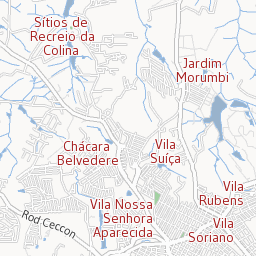 Sítios de
Recreio da
Colina
Jardim
Morumbi
Chácara
Belvedere
Vila
Suíça
Vila
Rubens
Vila Nossa
Senhora
Aparecida
Rod Ceccon
Vila
Soriano